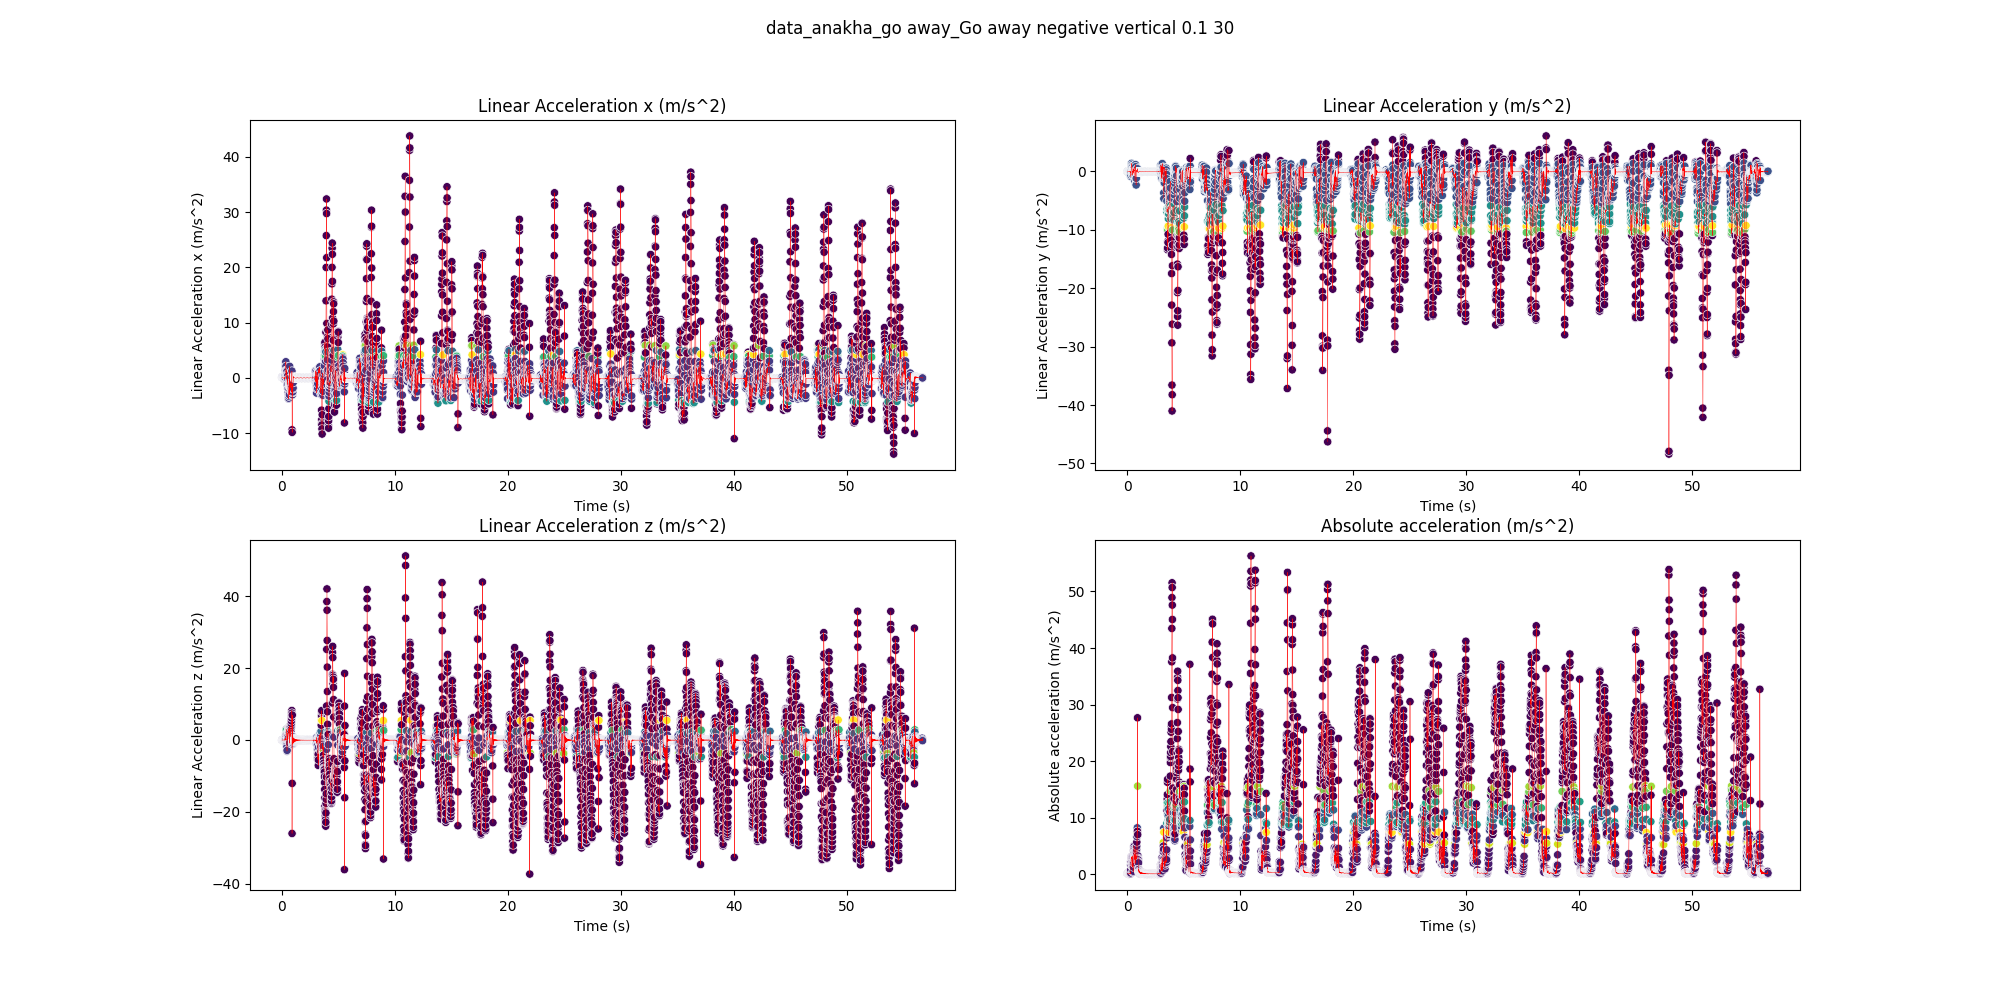 data_anakha_go away_Go away negative vertical 0.1 30
Linear Acceleration x (m/s^2)
Linear Acceleration x (m/s^2)
40
30
20
10
0
−10
0 10 20 30 40 50
Time (s)
Linear Acceleration y (m/s^2)
Linear Acceleration y (m/s^2)
0
−10
−20
−30
−40
−50
0 10 20 30 40 50
Time (s)
Linear Acceleration z (m/s^2)
Linear Acceleration z (m/s^2)
40
20
0
−20
−40
0 10 20 30 40 50
Time (s)
Absolute acceleration (m/s^2)
Absolute acceleration (m/s^2)
50
40
30
20
10
0
0 10 20 30 40 50
Time (s)